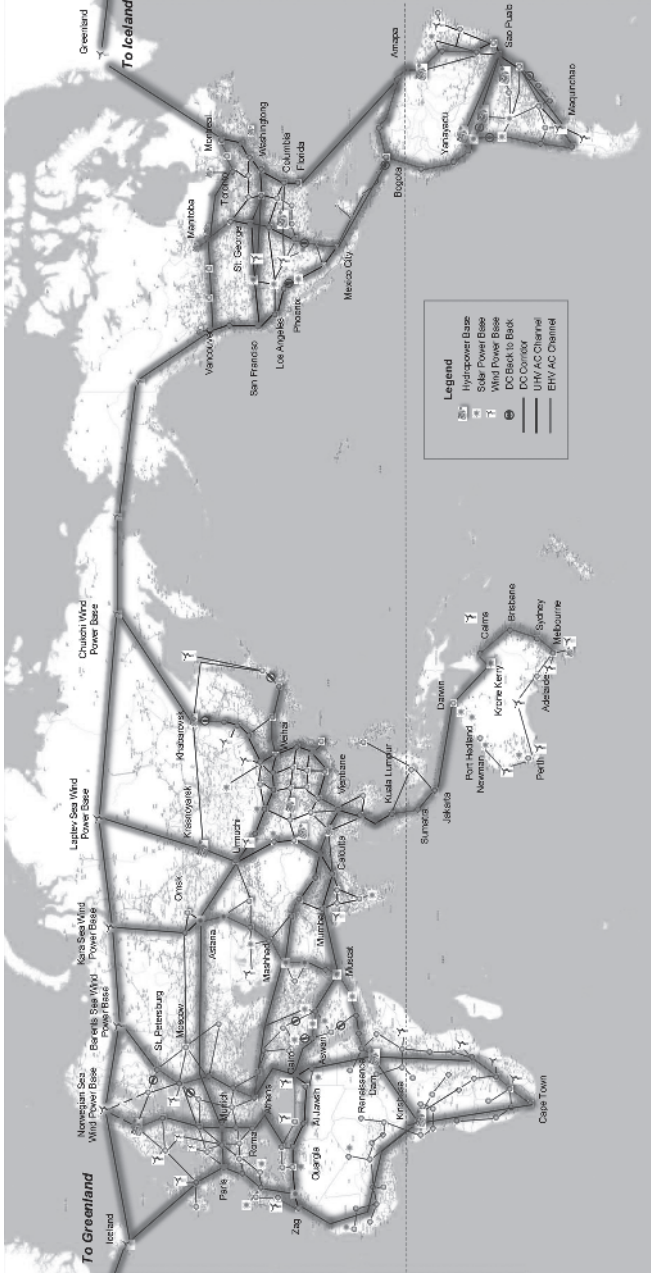 To Greenland
Iceland
Norwegian Sea
Wind Power Base
Barents Sea Wind
Power Base
Kara Sea Wind
Power Base
Laptev Sea Wind
Power Base
Chukchi Wind
Power Base
Greenland
To Iceland
St. Petersburg
Moscow
Omsk
Krasnoyarsk
Khabarovsk
Paris
Munich
Roma
Athens
Astana
Urumchi
Weihai
Mashhad
Zag
Ouargla
Al Jawsh
Cairo
Aswan
Renaissance
Dam
Kinshasa
Cape Town
Muscat
Mumbai
Calcutta
Vientiane
Kuala Lumpur
Sumatra
Jakarta
Darwin
Port Hedland
Newman
Perth
Krone Kerry
Adelaide
Cairns
Brisbane
Sydney
Melbourne
Vancouver
Manitoba
Toronto
Montreal
Washingtong
Columbia
Florida
St. George
San Francisc
Los Angeles
Phoenix
Mexico City
Bogota
Amapa
Yanayacu
Sao Pualo
Maquinchao
Legend
Hydropower Base
Solar Power Base
Wind Power Base
DC Back to Back
DC Corridor
UHV AC Channel
EHV AC Channel